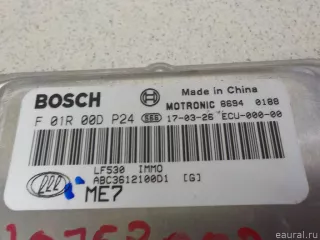 Made in China
BOSCH
MOTRONIC 8694 0188
F 01R 00D P24 S6B 17-03-26 ECU-000-00
LF530 IMMO
ABC3612100D1 [G]
ME7
eaural.ru